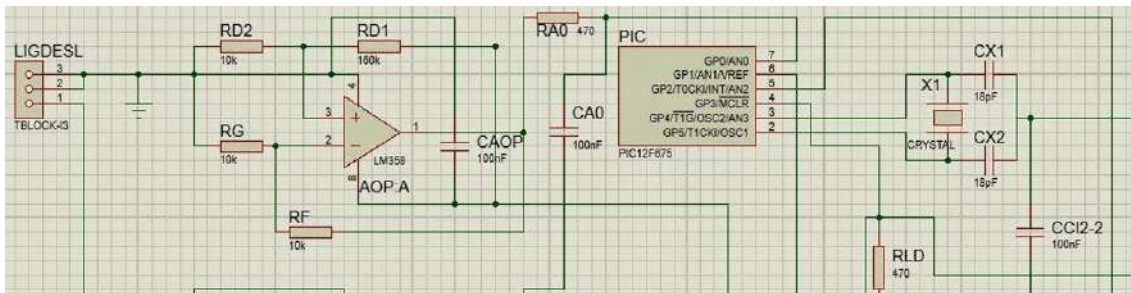 LIGDESL
3
2
1
TBLOCK-I3
RD2
10k
RD1
160k
RG
10k
RF
10k
4
3
2
8
1
LM358
AOP:A
CAOP
100nF
RA0
470
CA0
100nF
PIC
GP0/AN0
GP1/AN1/VREF
GP2/T0CKI/INT/AN2
GP3/MCLR
GP4/T1G/OSC2/AN3
GP5/T1CKI/OSC1
7
6
5
4
3
2
PIC12F675
X1
CRYSTAL
CX1
18pF
CX2
18pF
RLD
470
CCI2-2
100nF